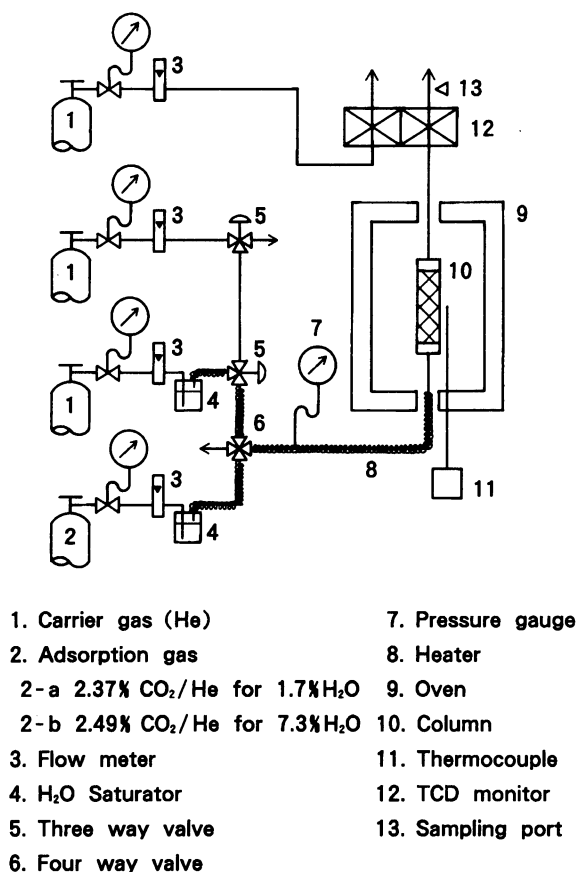 3
1
13
12
3
5
9
1
10
7
3
5
1
4
6
3
8
11
2
4
1. Carrier gas (He)
2. Adsorption gas
2-a 2.37% CO₂/He for 1.7%H₂O
2-b 2.49% CO₂/He for 7.3%H₂O
3. Flow meter
4. H₂O Saturator
5. Three way valve
6. Four way valve
7. Pressure gauge
8. Heater
9. Oven
10. Column
11. Thermocouple
12. TCD monitor
13. Sampling port